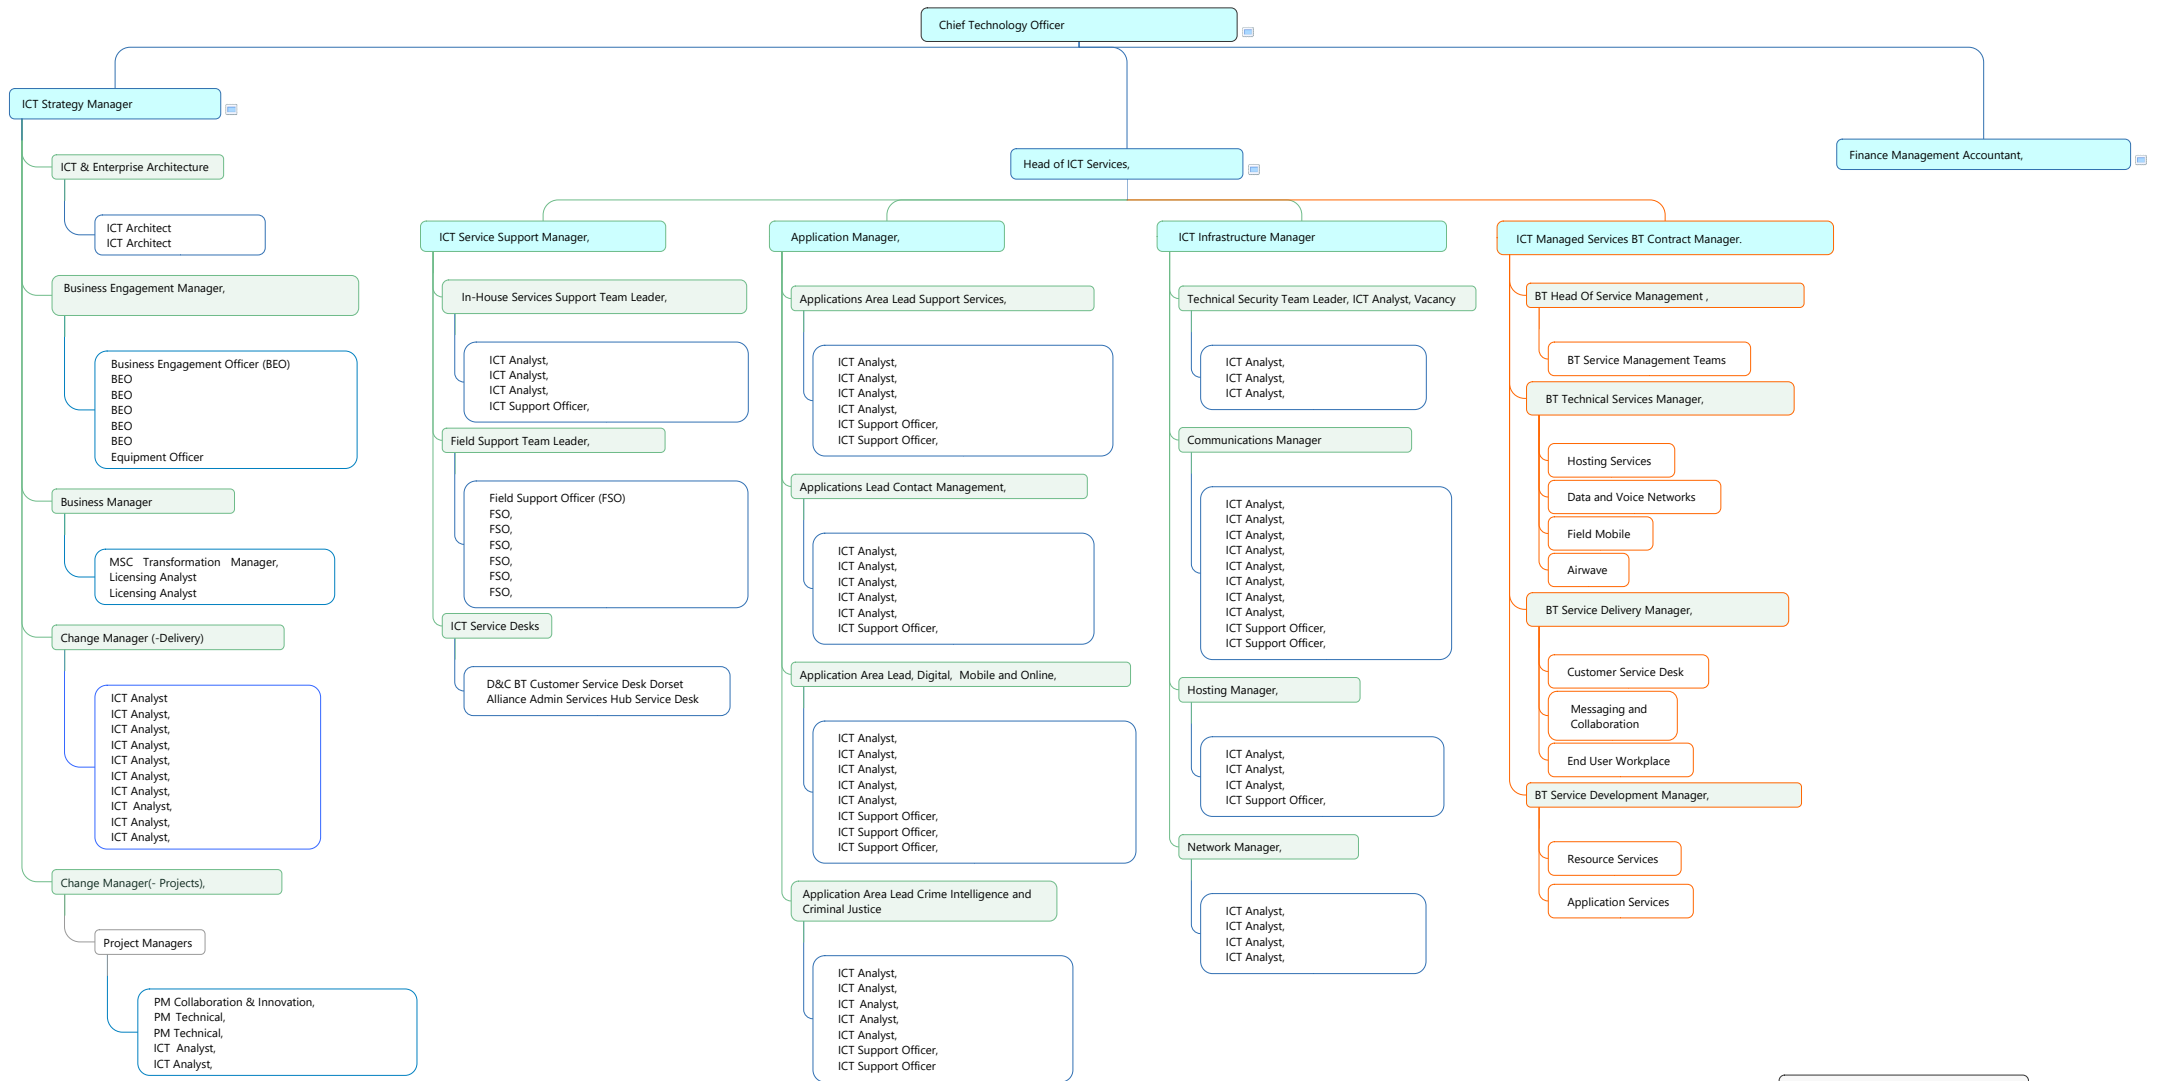 Chief Technology Officer
ICT Strategy Manager
ICT & Enterprise Architecture
ICT Architect
ICT Architect
Business Engagement Manager,
Business Engagement Officer (BEO)
BEO
BEO
BEO
BEO
BEO
Equipment Officer
Business Manager
MSC Transformation Manager,
Licensing Analyst
Licensing Analyst
Change Manager (-Delivery)
ICT Analyst
ICT Analyst,
ICT Analyst,
ICT Analyst,
ICT Analyst,
ICT Analyst,
ICT Analyst,
ICT Analyst,
ICT Analyst,
ICT Analyst,
Change Manager(- Projects),
Project Managers
PM Collaboration & Innovation,
PM Technical,
PM Technical,
ICT Analyst,
ICT Analyst,
Head of ICT Services,
ICT Service Support Manager,
In-House Services Support Team Leader,
ICT Analyst,
ICT Analyst,
ICT Analyst,
ICT Support Officer,
Field Support Team Leader,
Field Support Officer (FSO)
FSO,
FSO,
FSO,
FSO,
FSO,
FSO,
ICT Service Desks
D&C BT Customer Service Desk Dorset
Alliance Admin Services Hub Service Desk
Application Manager,
Applications Area Lead Support Services,
ICT Analyst,
ICT Analyst,
ICT Analyst,
ICT Analyst,
ICT Support Officer,
ICT Support Officer,
Applications Lead Contact Management,
ICT Analyst,
ICT Analyst,
ICT Analyst,
ICT Analyst,
ICT Analyst,
ICT Support Officer,
Application Area Lead, Digital, Mobile and Online,
ICT Analyst,
ICT Analyst,
ICT Analyst,
ICT Analyst,
ICT Analyst,
ICT Support Officer,
ICT Support Officer,
ICT Support Officer,
Application Area Lead Crime Intelligence and
Criminal Justice
ICT Analyst,
ICT Analyst,
ICT Analyst,
ICT Analyst,
ICT Analyst,
ICT Support Officer,
ICT Support Officer
ICT Infrastructure Manager
Technical Security Team Leader, ICT Analyst, Vacancy
ICT Analyst,
ICT Analyst,
ICT Analyst,
Communications Manager
ICT Analyst,
ICT Analyst,
ICT Analyst,
ICT Analyst,
ICT Analyst,
ICT Analyst,
ICT Analyst,
ICT Analyst,
ICT Support Officer,
ICT Support Officer,
Hosting Manager,
ICT Analyst,
ICT Analyst,
ICT Analyst,
ICT Support Officer,
Network Manager,
ICT Analyst,
ICT Analyst,
ICT Analyst,
ICT Analyst,
ICT Managed Services BT Contract Manager.
BT Head Of Service Management ,
BT Service Management Teams
BT Technical Services Manager,
Hosting Services
Data and Voice Networks
Field Mobile
Airwave
BT Service Delivery Manager,
Customer Service Desk
Messaging and
Collaboration
End User Workplace
BT Service Development Manager,
Resource Services
Application Services
Finance Management Accountant,